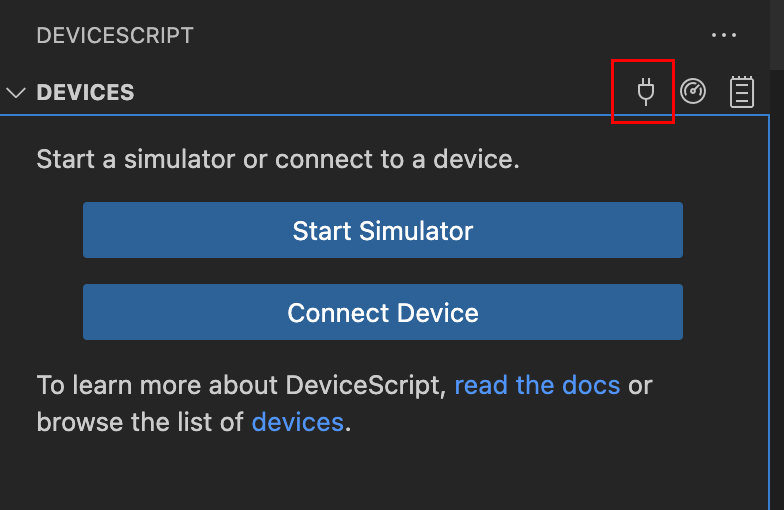 DEVICESCRIPT
DEVICES
Start a simulator or connect to a device.
Start Simulator
Connect Device
To learn more about DeviceScript, read the docs or
browse the list of devices.